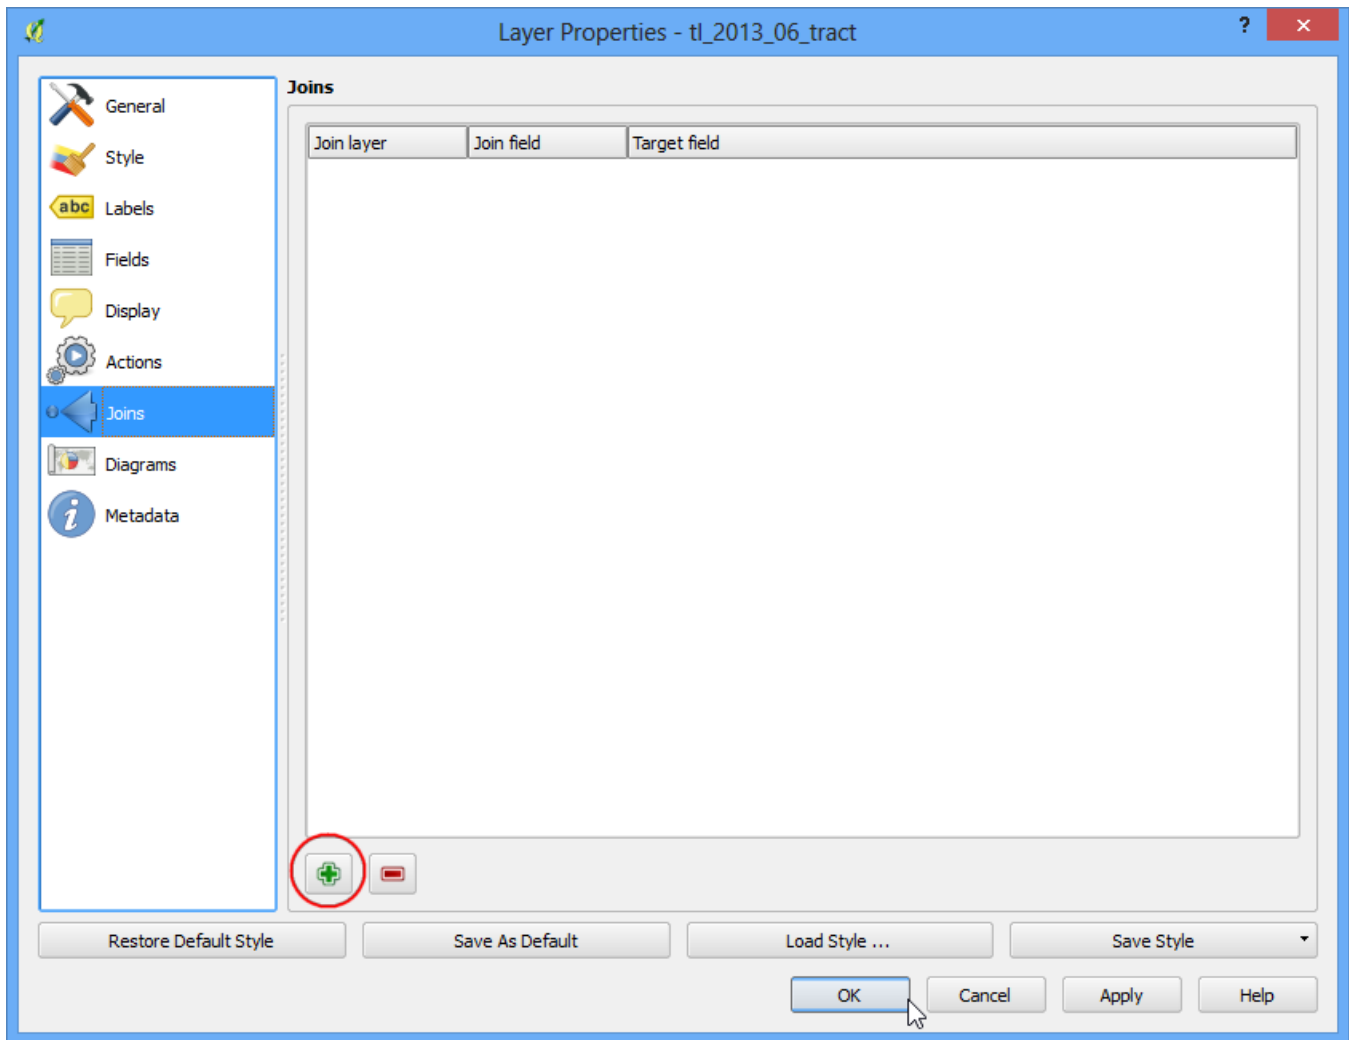 Layer Properties - tl_2013_06_tract
?
General
Style
abc Labels
Fields
Display
Actions
Joins
Diagrams
Metadata
Joins
Join layer Join field Target field
Restore Default Style Save As Default Load Style ... Save Style
OK Cancel Apply Help